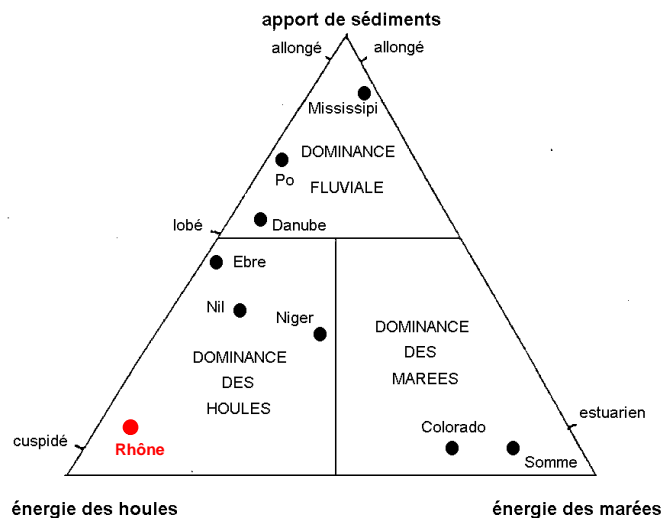 apport de sédiments
allongé
allongé
Mississipi
DOMINANCE
FLUVIALE
Po
lobé
Danube
Ebre
Nil
Niger
DOMINANCE
DES
HOULES
DOMINANCE
DES
MAREES
cuspidé
Rhône
Colorado
estuarien
Somme
énergie des houles
énergie des marées